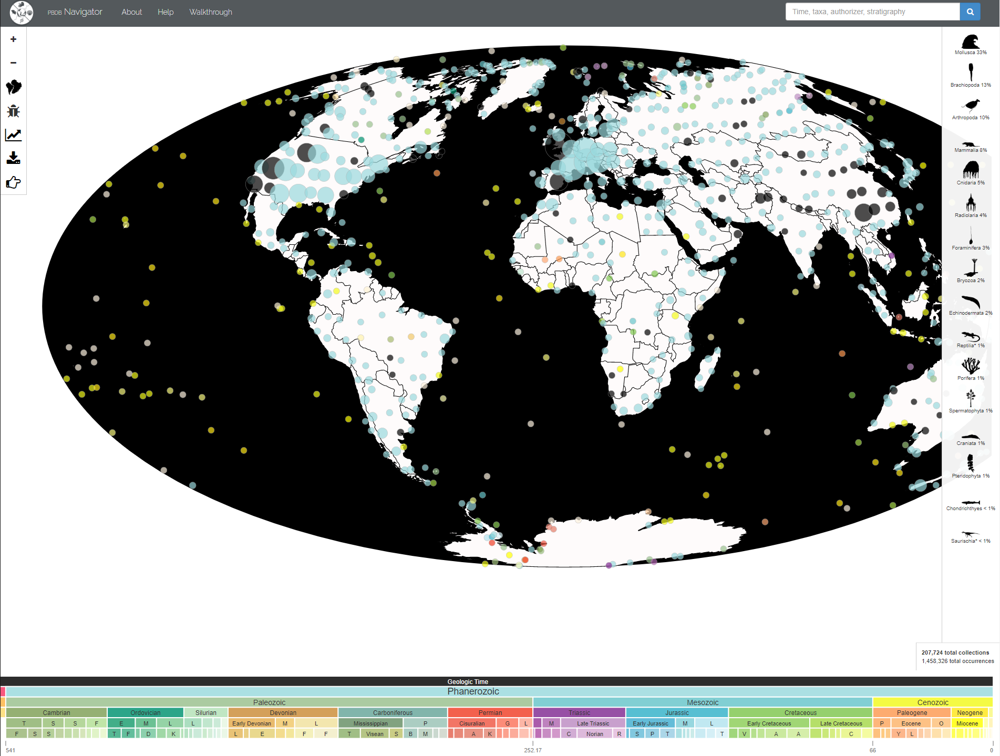 PBDB Navigator About Help Walkthrough
Time, taxa, authorizer, stratigraphy
+
−
Mollusca 33%
Brachiopoda 13%
Arthropoda 10%
Mammalia 8%
Cnidaria 5%
Radiolaria 4%
Foraminifera 3%
Bryozoa 2%
Echinodermata 2%
Reptilia* 1%
Porifera 1%
Spermatophyta 1%
Craniata 1%
Pteridophyta 1%
Chondrichthyes < 1%
Saurischia* < 1%
207,724 total collections
1,458,326 total occurrences
Geologic Time
Phanerozoic
Paleozoic Mesozoic Cenozoic
Cambrian Ordovician Silurian Devonian Carboniferous Permian Triassic Jurassic Cretaceous Paleogene Neogene
T S S F E M L L Early Devonian M L Mississippian P Cisuralian G L M Late Triassic Early Jurassic M L Early Cretaceous Late Cretaceous P Eocene O Miocene
F S S T F D K L E F F T Visean S B M A K C Norian R S P T T V A A C Y L
541 252.17 66 0